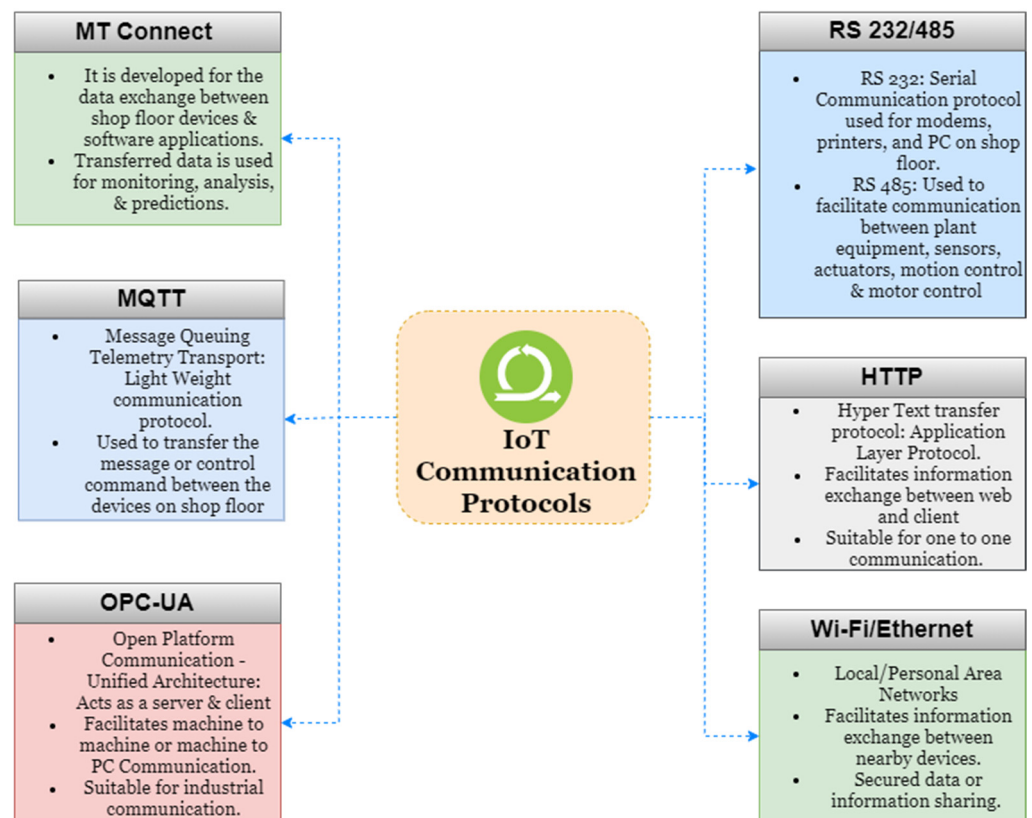 MT Connect
• It is developed for the
data exchange between
shop floor devices &
software applications.
• Transferred data is used
for monitoring, analysis,
& predictions.
MQTT
• Message Queuing
Telemetry Transport:
Light Weight
communication
protocol.
• Used to transfer the
message or control
command between the
devices on shop floor
OPC-UA
• Open Platform
Communication -
Unified Architecture:
Acts as a server & client
• Facilitates machine to
machine or machine to
PC Communication.
• Suitable for industrial
communication.
IoT
Communication
Protocols
RS 232/485
• RS 232: Serial
Communication protocol
used for modems,
printers, and PC on shop
floor.
• RS 485: Used to
facilitate communication
between plant
equipment, sensors,
actuators, motion control
& motor control
HTTP
• Hyper Text transfer
protocol: Application
Layer Protocol.
• Facilitates information
exchange between web
and client
• Suitable for one to one
communication.
Wi-Fi/Ethernet
• Local/Personal Area
Networks
• Facilitates information
exchange between
nearby devices.
• Secured data or
information sharing.